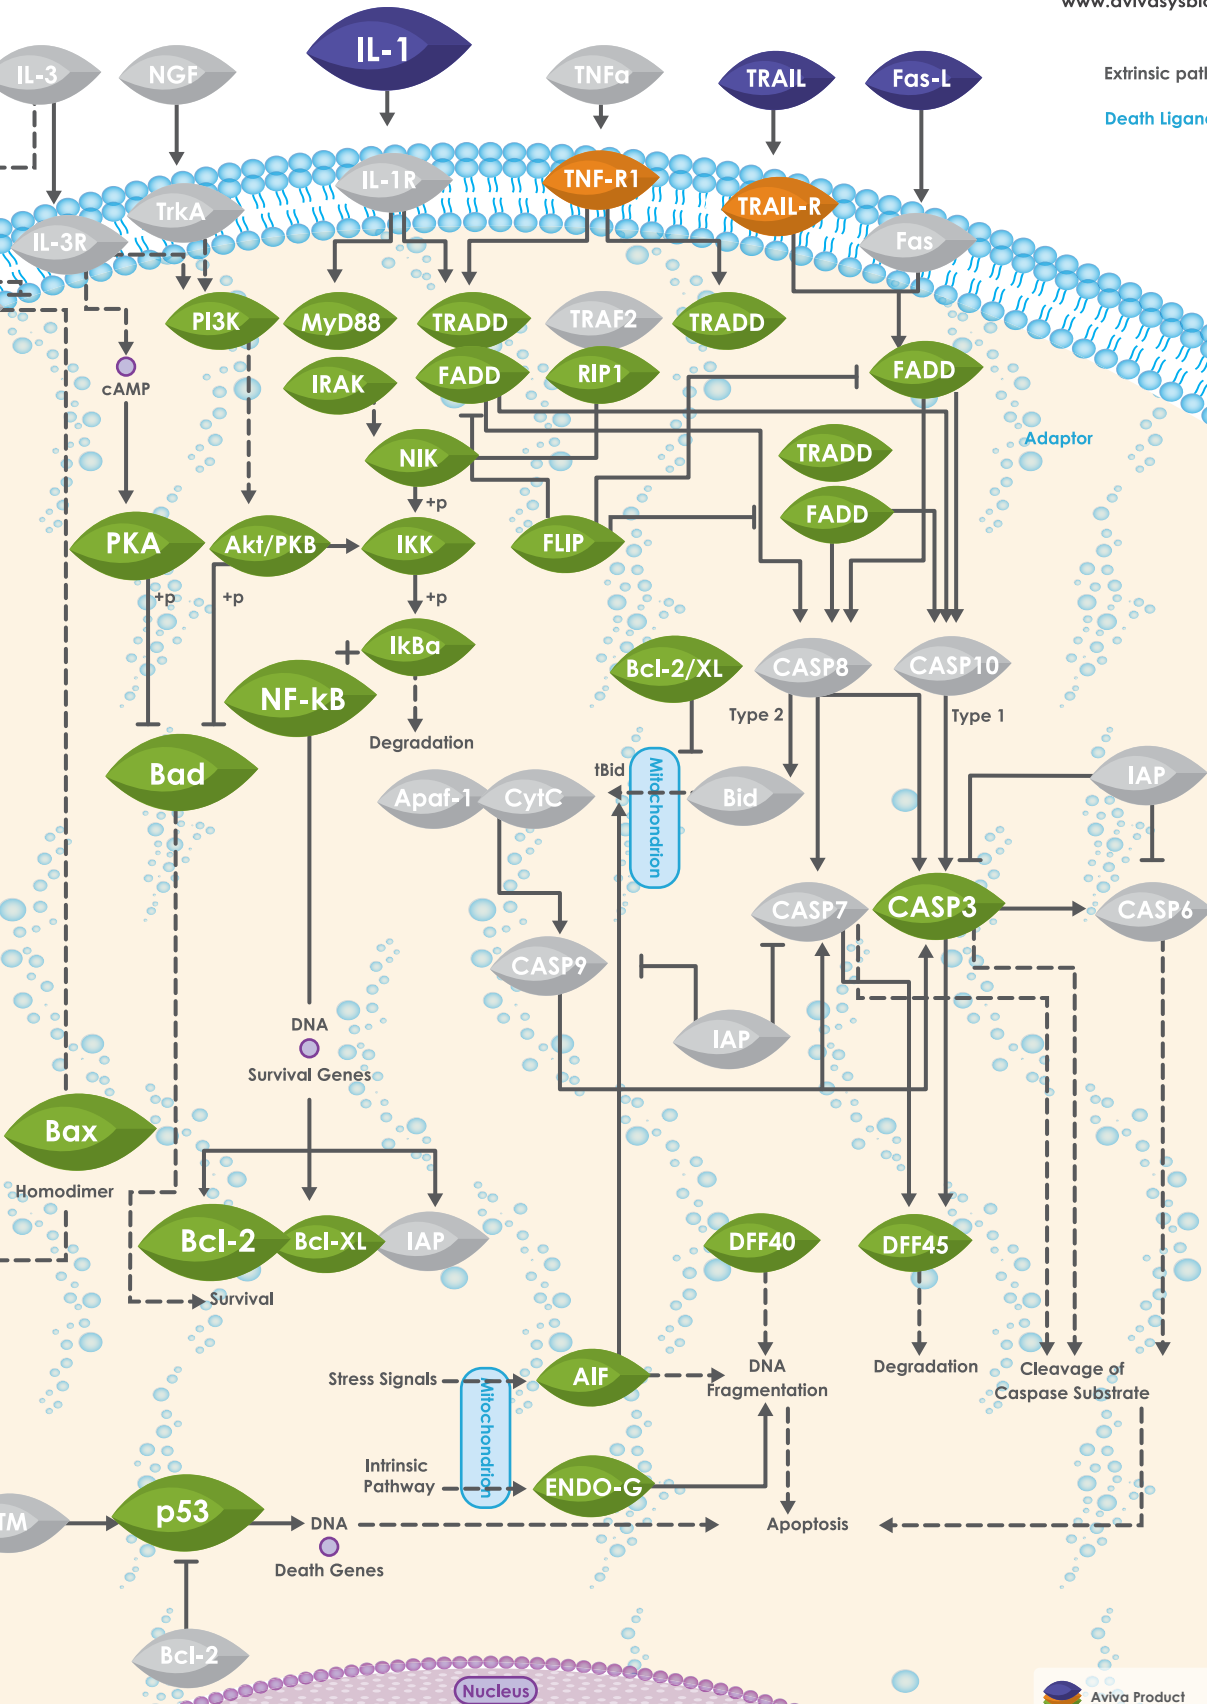 www.avivasysbio
IL-3
NGF
IL-1
TNFa
TRAIL
Fas-L
Extrinsic path
Death Ligand
IL-3R
TrkA
IL-1R
TNF-R1
TRAIL-R
Fas
PI3K
MyD88
TRADD
TRAF2
TRADD
cAMP
IRAK
FADD
RIP1
FADD
Adaptor
NIK
TRADD
+p
FADD
PKA
Akt/PKB
IKK
FLIP
+p
+p
+p
IkBa
+
NF-kB
Bcl-2/XL
CASP8
CASP10
Degradation
Type 2
Type 1
Bad
tBid
Mitochondrion
Bid
IAP
Apaf-1
CytC
CASP7
CASP3
CASP6
CASP9
IAP
DNA
Survival Genes
Bax
Homodimer
Bcl-2
Bcl-XL
IAP
DFF40
DFF45
Survival
Stress Signals
Mitochondrion
AIF
DNA
Fragmentation
Degradation
Cleavage of
Caspase Substrate
Intrinsic
Pathway
ENDO-G
TM
p53
DNA
Death Genes
Apoptosis
Bcl-2
Nucleus
Aviva Product